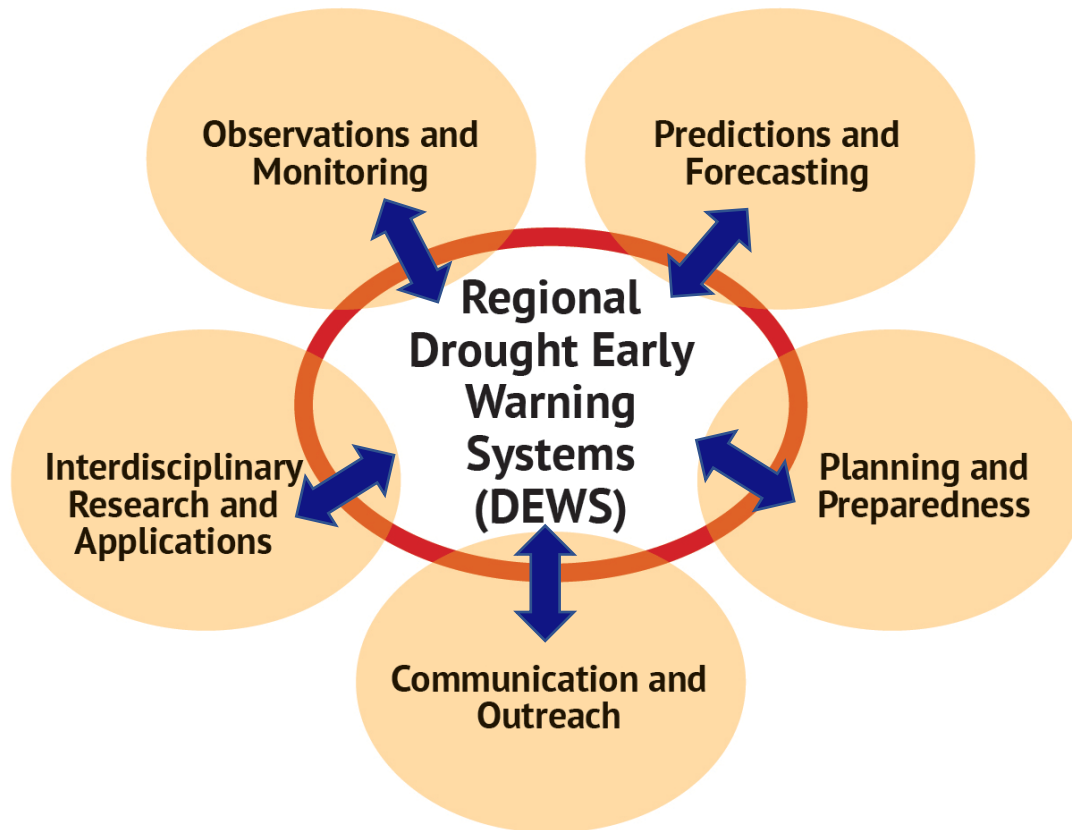 Observations and
Monitoring
Predictions and
Forecasting
Regional
Drought Early
Warning
Systems
(DEWS)
Interdisciplinary
Research and
Applications
Planning and
Preparedness
Communication and
Outreach